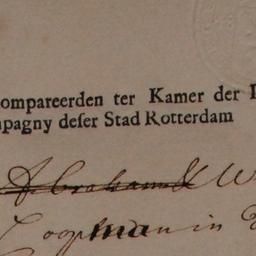 ompareerden ter Kamer der
pagny deſer Stad Rotterdam
Abraham & W
Coopman in